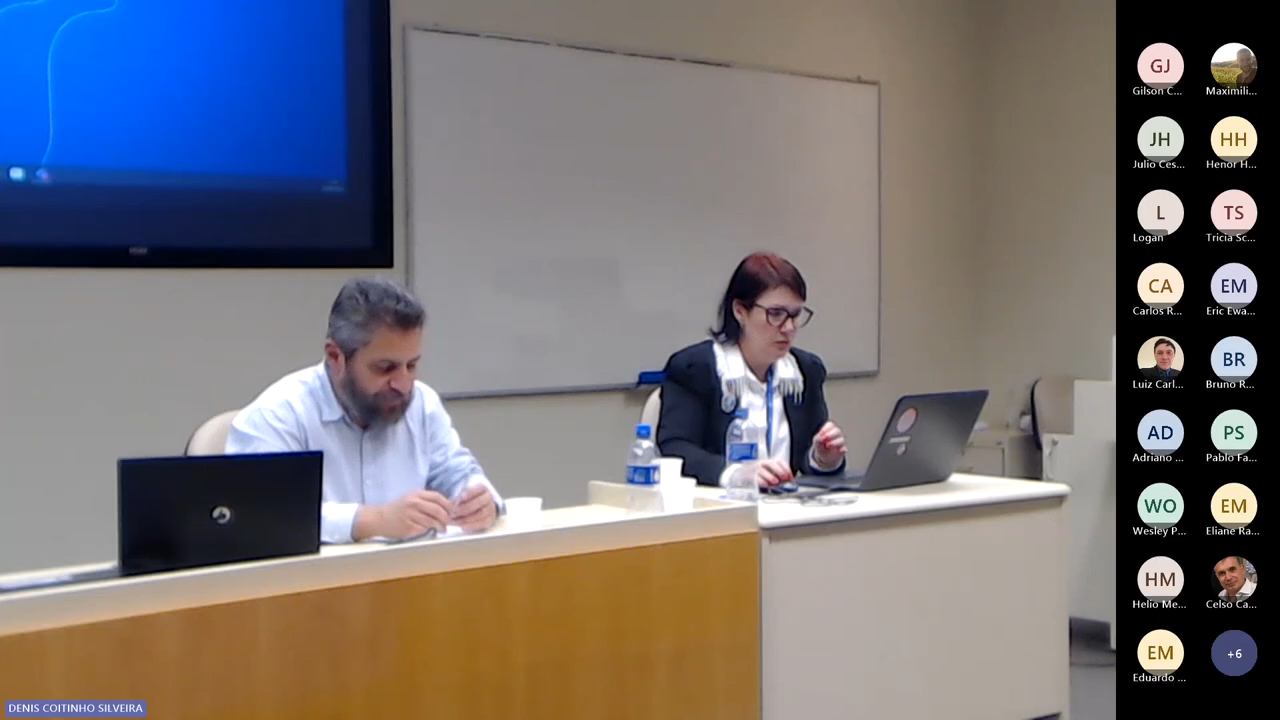 GJ
Gilson C...
Maximili...
JH
Julio Ces...
HH
Henor H...
L
Logan
TS
Tricia Sc...
CA
Carlos R...
EM
Eric Ewa...
Luiz Carl...
BR
Bruno R...
AD
Adriano ...
PS
Pablo Fa...
WO
Wesley P...
EM
Eliane Ra...
HM
Helio Me...
Celso Ca...
EM
Eduardo ...
+6
DENIS COITINHO SILVEIRA